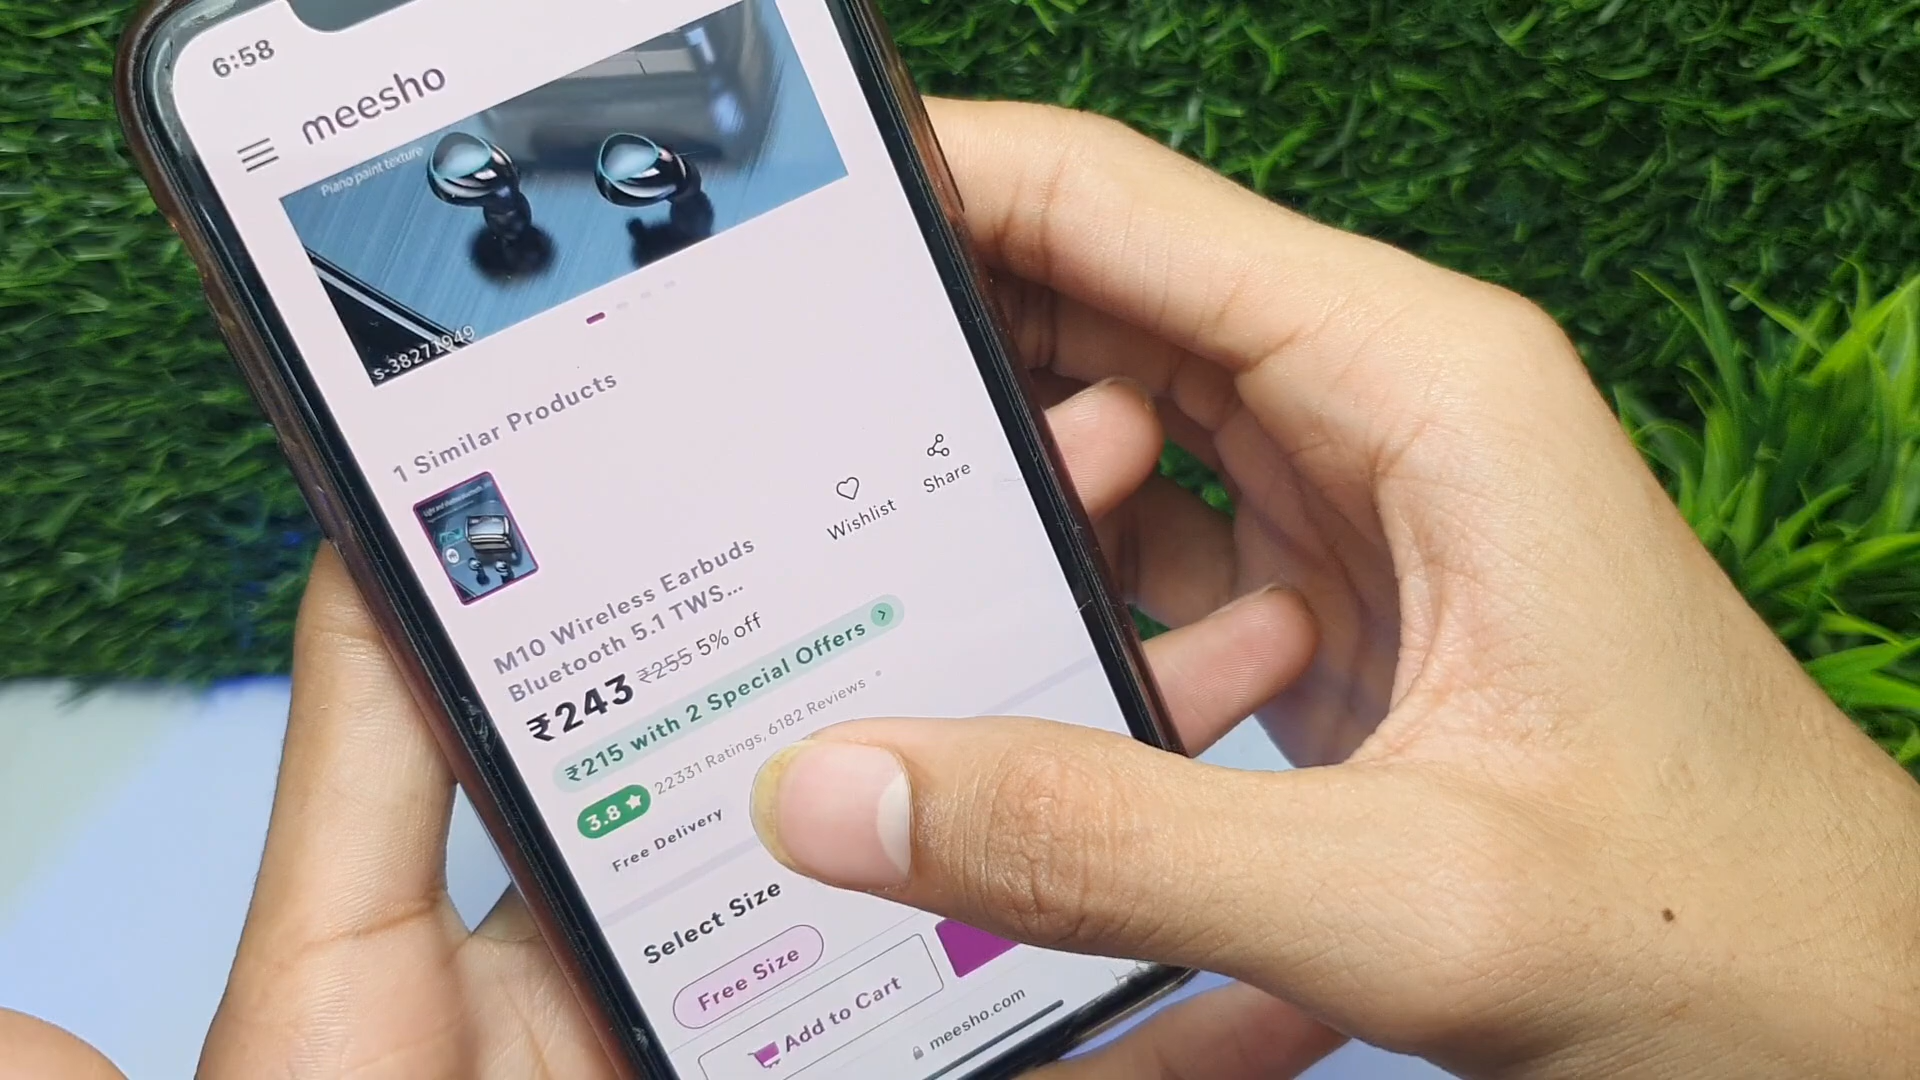 6:58
meesho
Piano paint texture
s-38271949
1 Similar Products
Wishlist
Share
M10 Wireless Earbuds
Bluetooth 5.1 TWS...
₹243 ₹255 5% off
₹215 with 2 Special Offers
3.8 ★ 22331 Ratings, 6182 Reviews
Free Delivery
Select Size
Free Size
Add to Cart
meesho.com